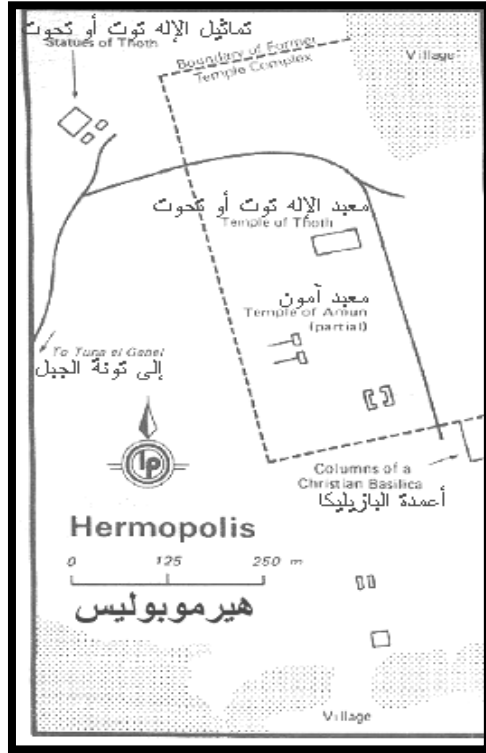 تماثيل الإله توت أو تحوت
Statues of Thoth
Boundary of Former
Temple Complex
Village
معبد الإله توت أو تحوت
Temple of Thoth
معبد آمون
Temple of Amun
(partial)
To Tuna el Gebel
إلى تونة الجبل
lp
Columns of a
Christian Basilica
أعمدة البازيليكا
Hermopolis
0 125 250 m
هيرموبوليس
Village